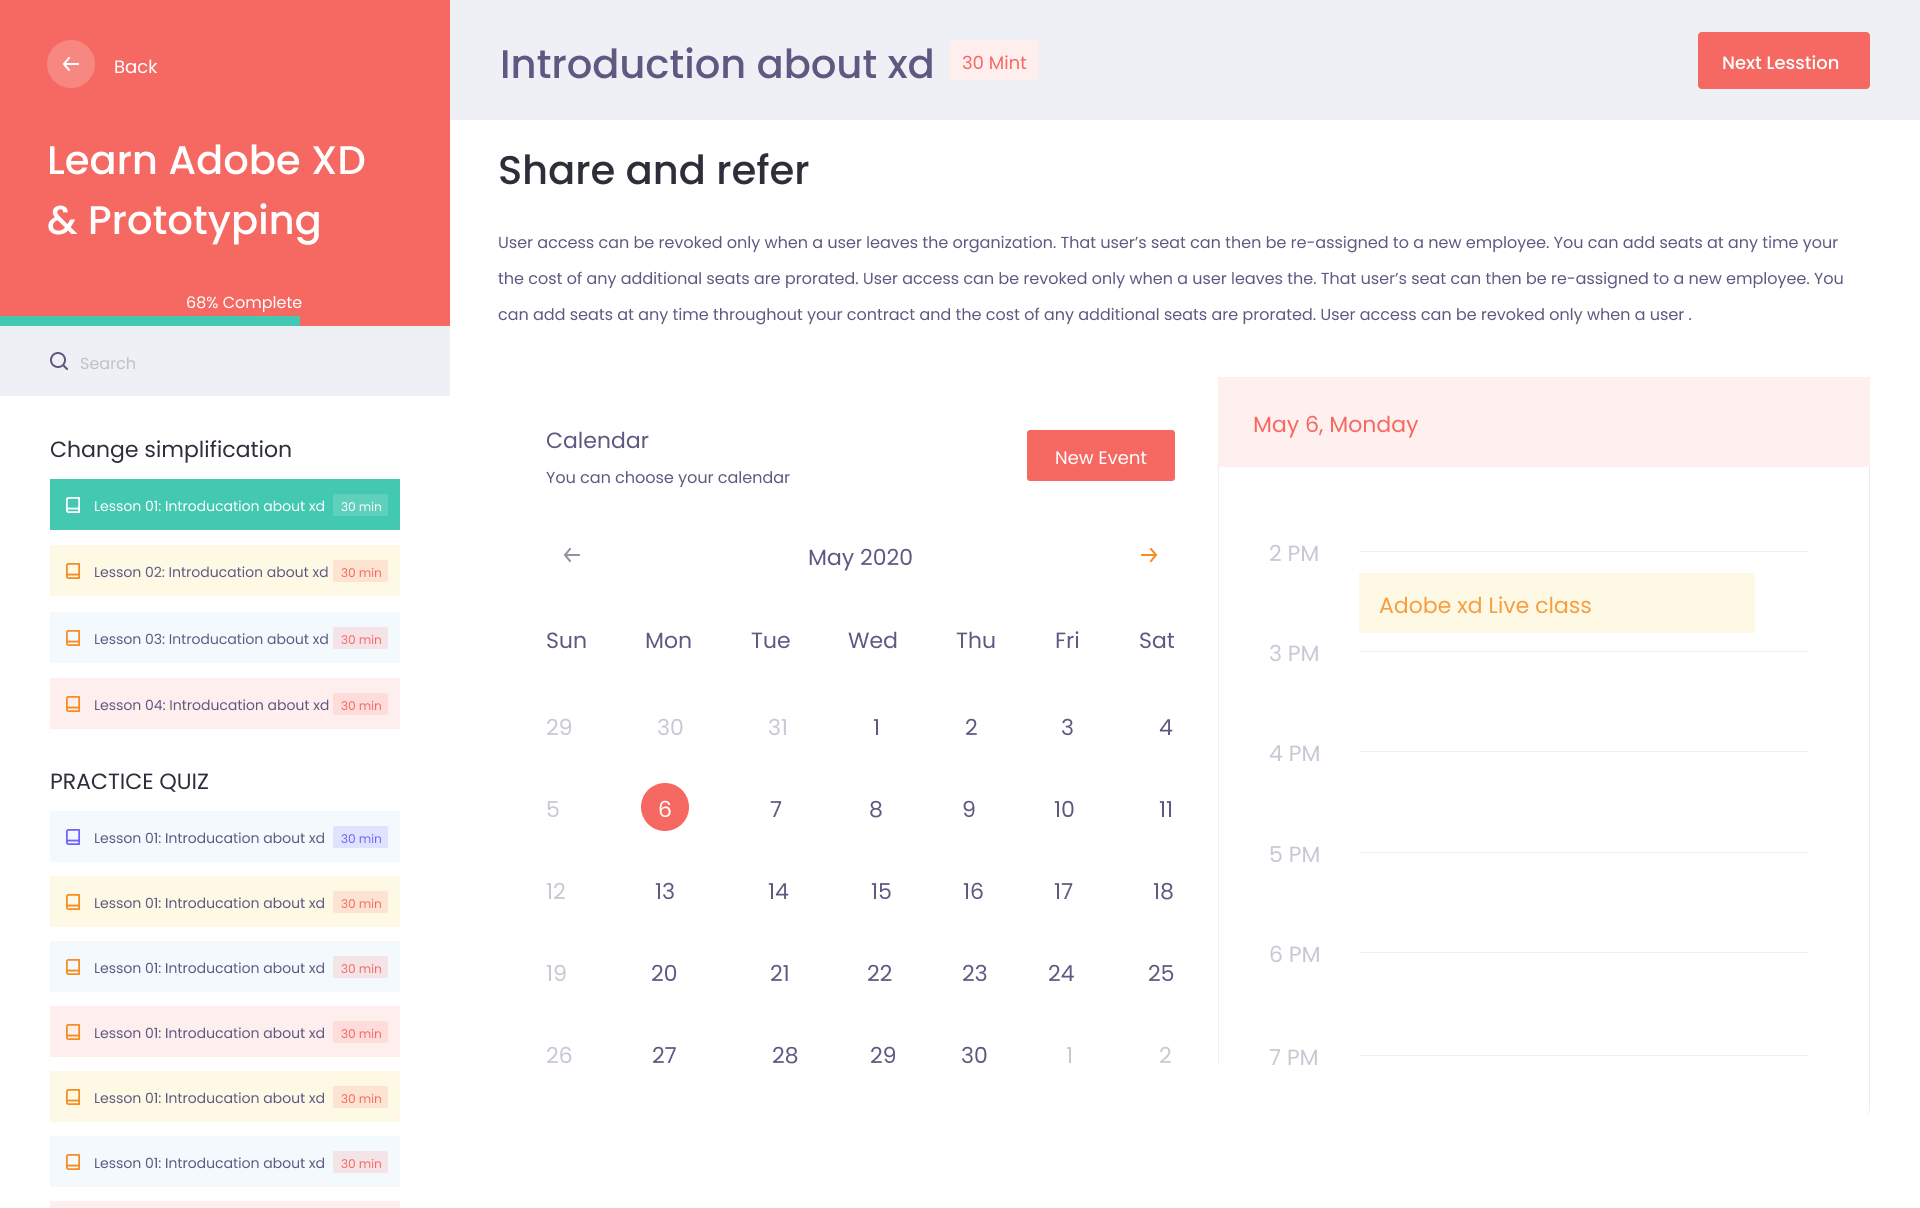 Back
Learn Adobe XD
& Prototyping
68% Complete
Search
Change simplification
Lesson 01: Introducation about xd 30 min
Lesson 02: Introducation about xd 30 min
Lesson 03: Introducation about xd 30 min
Lesson 04: Introducation about xd 30 min
PRACTICE QUIZ
Lesson 01: Introducation about xd 30 min
Lesson 01: Introducation about xd 30 min
Lesson 01: Introducation about xd 30 min
Lesson 01: Introducation about xd 30 min
Lesson 01: Introducation about xd 30 min
Lesson 01: Introducation about xd 30 min
Introduction about xd 30 Mint
Next Lesstion
Share and refer
User access can be revoked only when a user leaves the organization. That user’s seat can then be re-assigned to a new employee. You can add seats at any time your
the cost of any additional seats are prorated. User access can be revoked only when a user leaves the. That user’s seat can then be re-assigned to a new employee. You
can add seats at any time throughout your contract and the cost of any additional seats are prorated. User access can be revoked only when a user .
Calendar
You can choose your calendar
New Event
May 2020
Sun Mon Tue Wed Thu Fri Sat
29 30 31 1 2 3 4
5 6 7 8 9 10 11
12 13 14 15 16 17 18
19 20 21 22 23 24 25
26 27 28 29 30 1 2
May 6, Monday
2 PM
Adobe xd Live class
3 PM
4 PM
5 PM
6 PM
7 PM